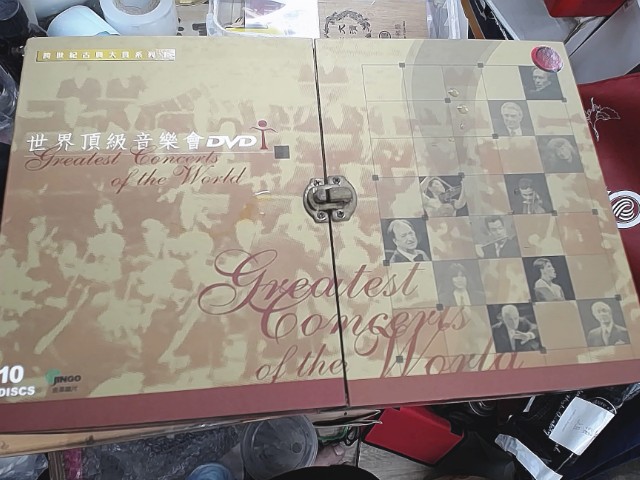 世界頂級音樂會DVD
Greatest Concerts
of the World
Greatest
Concerts
of the World
10
DISCS
JINGO